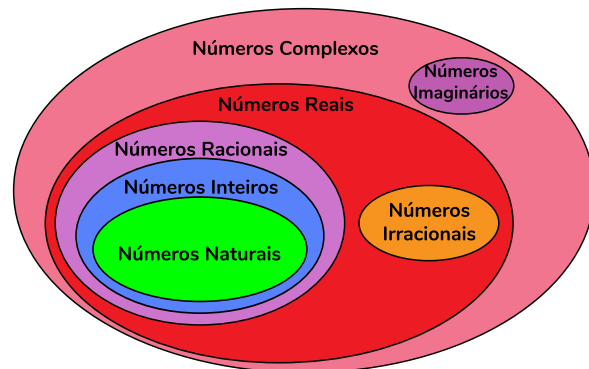 Números Complexos
Números
Imaginários
Números Reais
Números Racionais
Números Inteiros
Números Naturais
Números
Irracionais